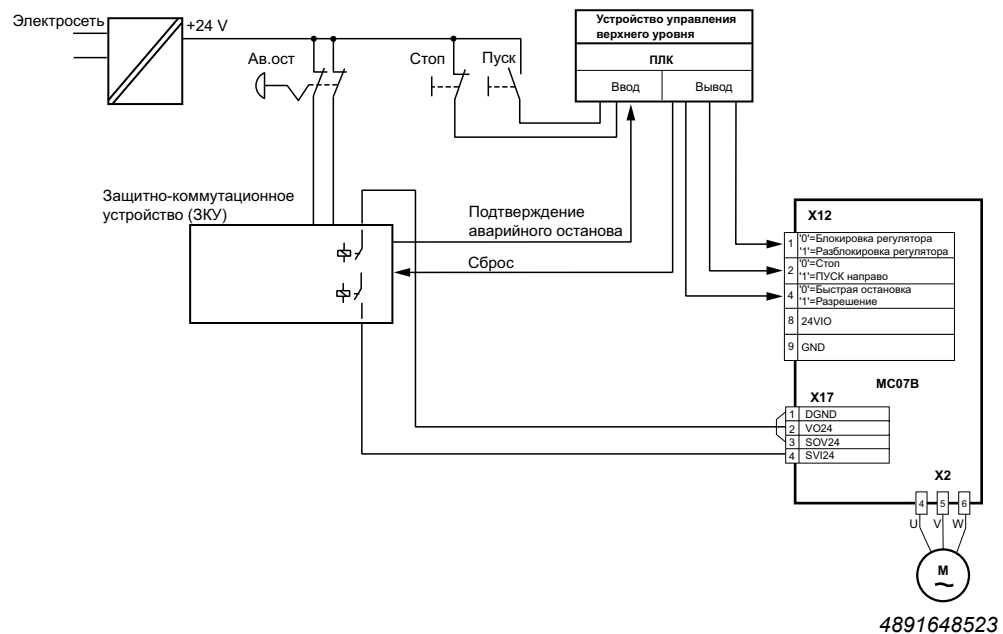 Электросеть
+24 V
Ав.ост
Стоп
Пуск
Устройство управления
верхнего уровня
ПЛК
Ввод
Вывод
Защитно-коммутационное
устройство (ЗКУ)
Подтверждение
аварийного останова
Сброс
X12
1
'0'=Блокировка регулятора
'1'=Разблокировка регулятора
2
'0'=Стоп
'1'=ПУСК направо
4
'0'=Быстрая остановка
'1'=Разрешение
8 24VIO
9 GND
MC07B
X17
1 DGND
2 VO24
3 SOV24
4 SVI24
X2
4 5 6
U V W
M
4891648523